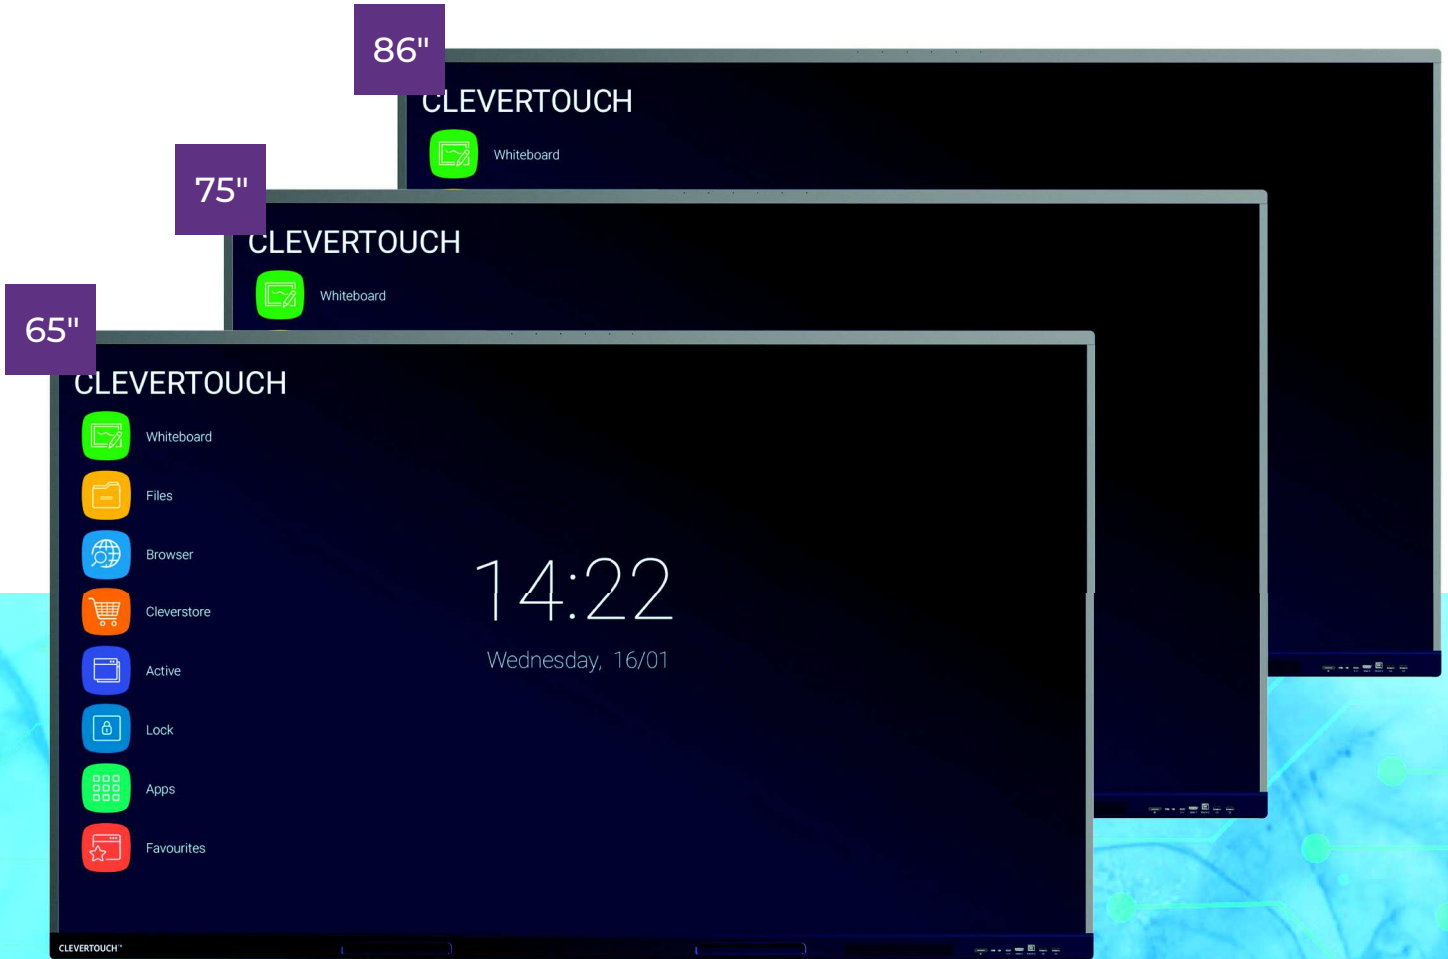 86"
CLEVERTOUCH
Whiteboard
75"
CLEVERTOUCH
Whiteboard
65"
CLEVERTOUCH
Whiteboard
Files
Browser
Cleverstore
Active
Lock
Apps
Favourites
14:22
Wednesday, 16/01
CLEVERTOUCH™